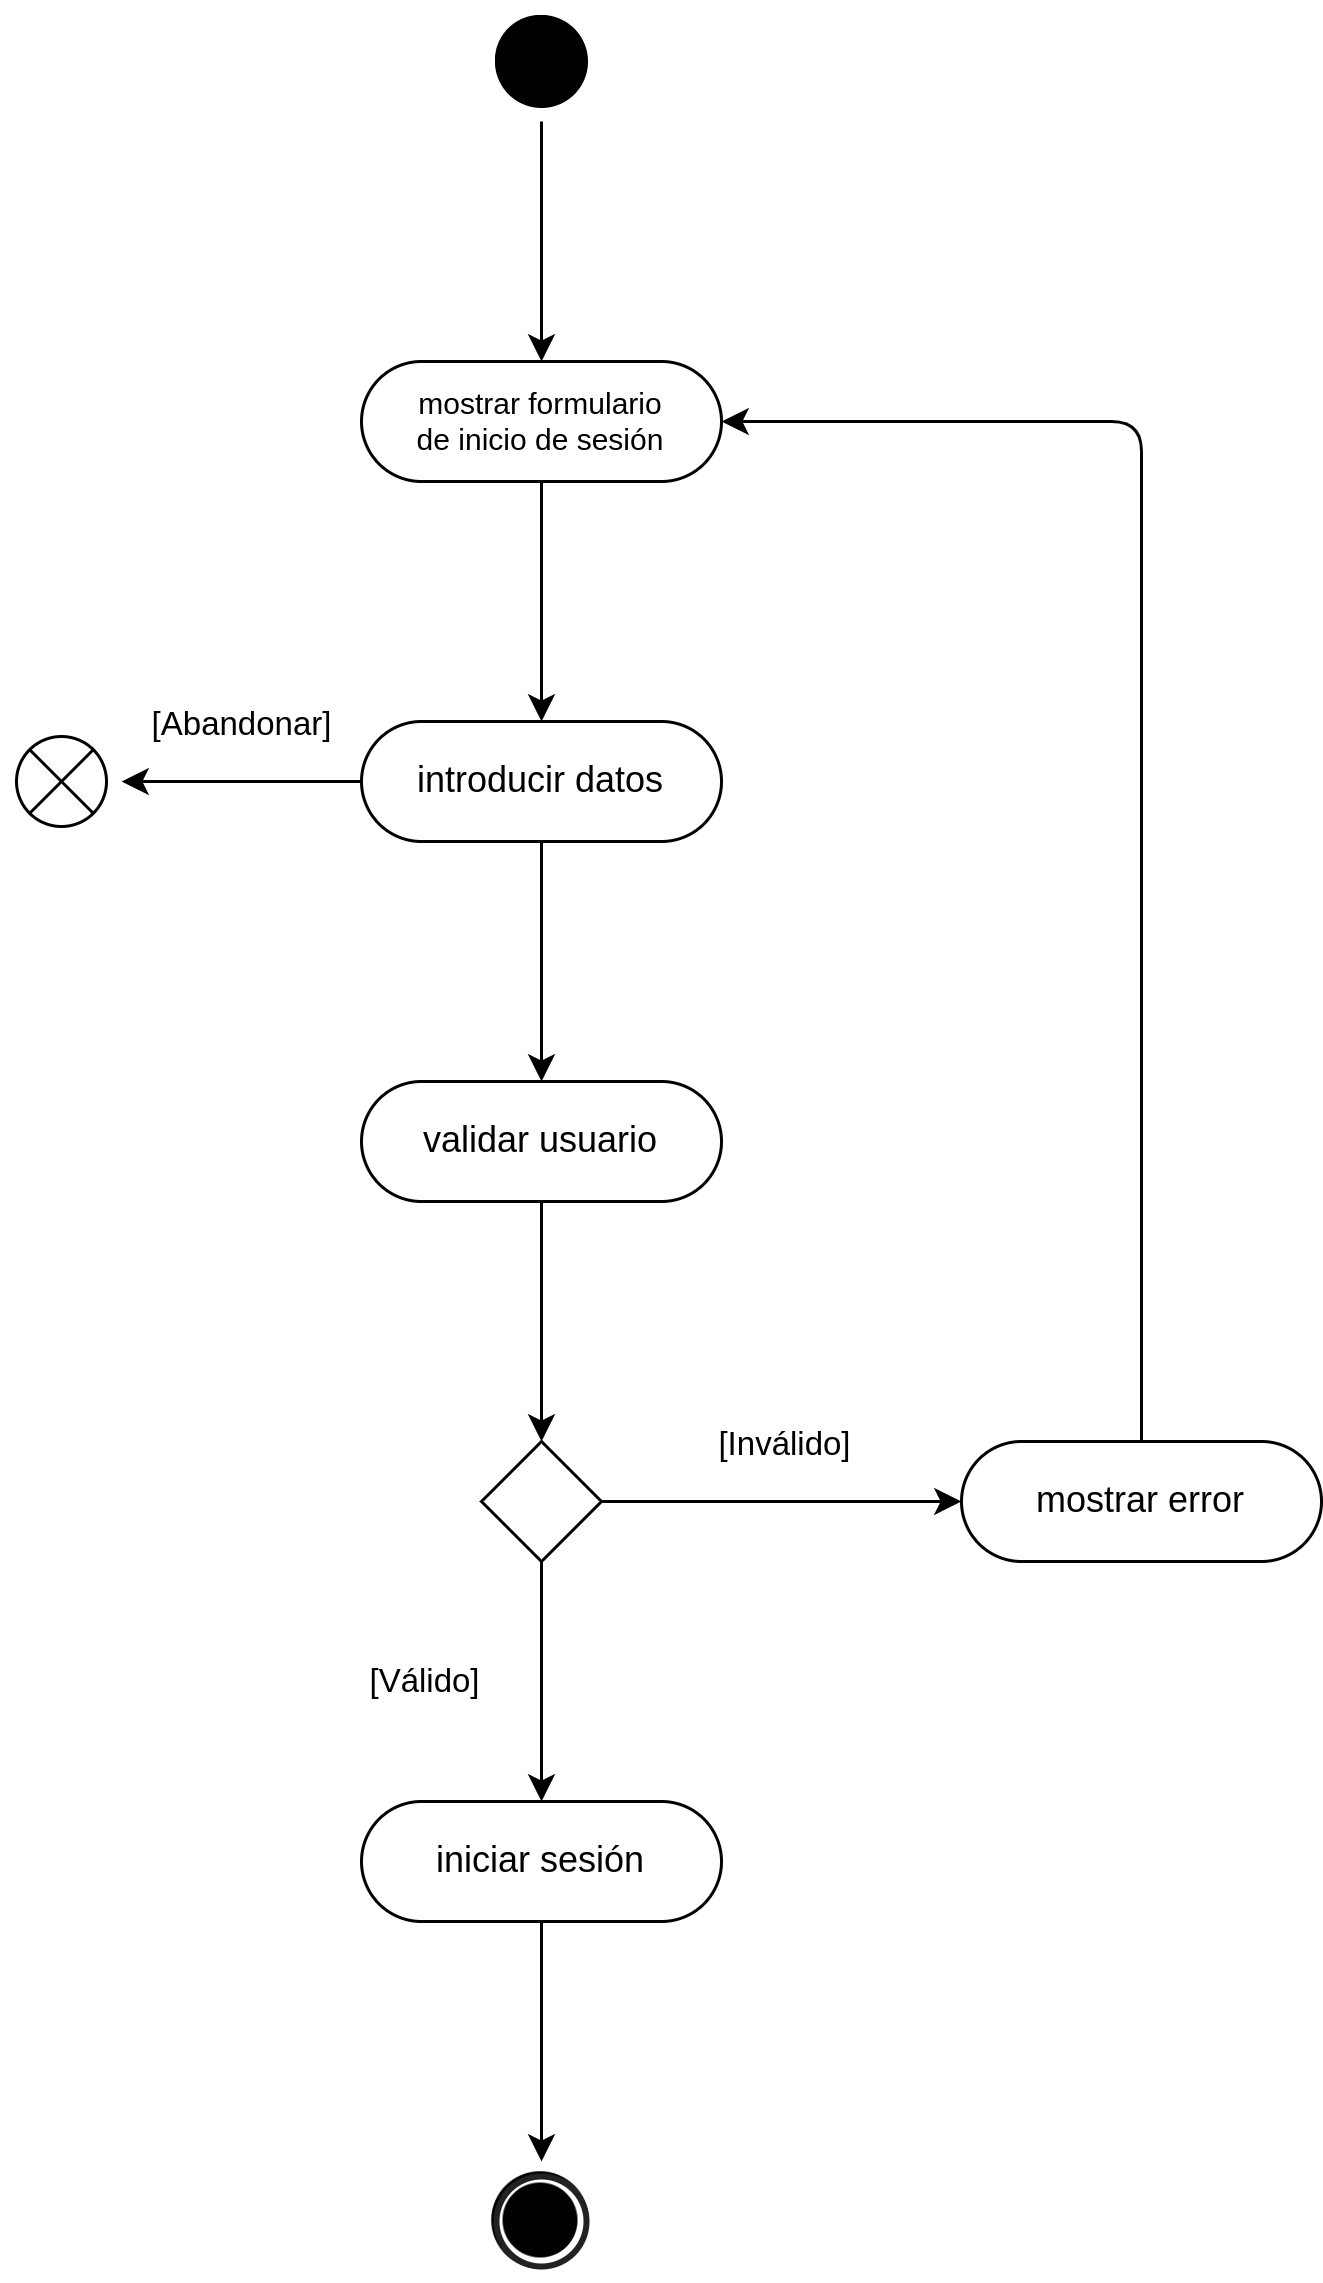 mostrar formulario
de inicio de sesión
[Abandonar]
introducir datos
validar usuario
[Inválido]
mostrar error
[Válido]
iniciar sesión